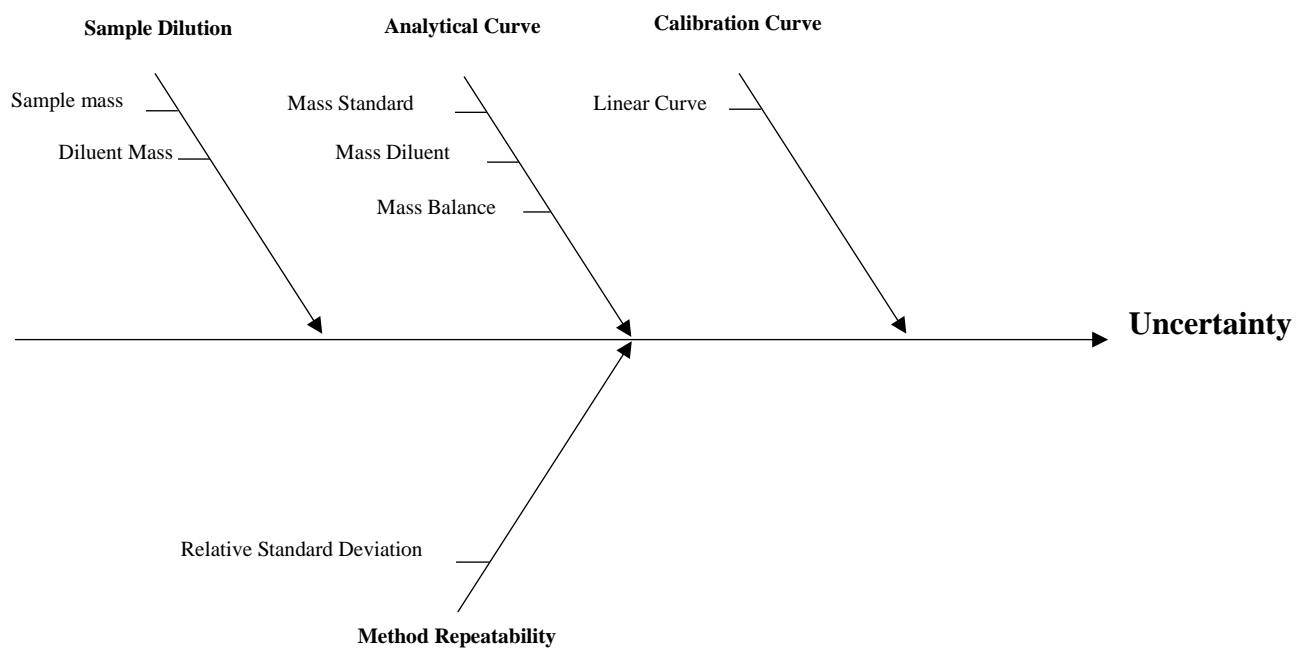 Sample Dilution
Analytical Curve
Calibration Curve
Sample mass
Mass Standard
Linear Curve
Diluent Mass
Mass Diluent
Mass Balance
Uncertainty
Relative Standard Deviation
Method Repeatability